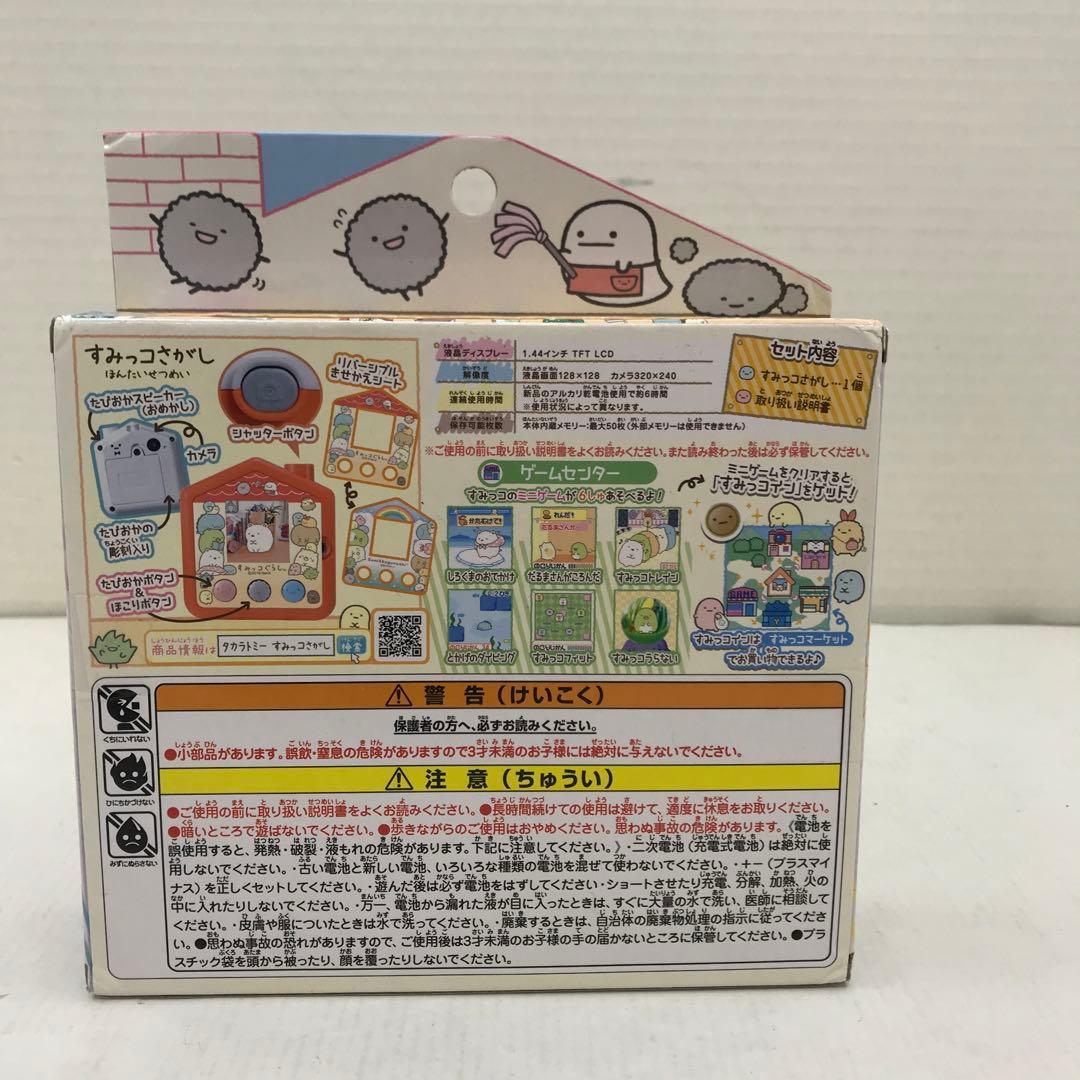 すみっコさがし
ほんたいせつめい
たぴおかスピーカー
(おめかし)
カメラ
シャッターボタン
リバーシブル
きせかえシート
たぴおかの
彫刻入り
たぴおかボタン
&
ほこりボタン
すみっコぐらし
商品情報は
タカラトミー すみっコさがし
検索
液晶ディスプレー 1.44インチ TFT LCD
解像度 液晶画面128×128 カメラ320×240
連続使用時間 新品のアルカリ乾電池使用で約6時間
※使用状況によって異なります。
保存可能枚数 本体内蔵メモリー:最大50枚(外部メモリーは使用できません)
セット内容
すみっコさがし…1個
取り扱い説明書
※ご使用の前に取り扱い説明書をよくお読みください。また読み終わった後は必ず保管してください。
ゲームセンター
すみっコのミニゲームが6しゅあそべるよ!
しろくまのおでかけ
だるまさんがころんだ
すみっコトレイン
とかげのダイビング
すみっコフィット
すみっコうらない
ミニゲームをクリアすると
「すみっコイン」をゲット!
GAME
すみっコインは すみっコマーケット
でお買い物できるよ♪
くちにいれない
ひにちかづけない
みずにぬらさない
警告(けいこく)
保護者の方へ、必ずお読みください。
●小部品があります。誤飲・窒息の危険がありますので3才未満のお子様には絶対に与えないでください。
注意(ちゅうい)
●ご使用の前に取り扱い説明書をよくお読みください。●長時間続けての使用は避けて、適度に休息をお取りください。
●暗いところで遊ばないでください。●歩きながらのご使用はおやめください。思わぬ事故の危険があります。《電池を
誤使用すると、発熱・破裂・液もれの危険があります。下記に注意してください。》・二次電池(充電式電池)は絶対に使
用しないでください。・古い電池と新しい電池、いろいろな種類の電池を混ぜて使わないでください。・+-(プラスマイ
ナス)を正しくセットしてください。・遊んだ後は必ず電池をはずしてください・ショートさせたり充電、分解、加熱、火の
中に入れたりしないでください。・万一、電池から漏れた液が目に入ったときは、すぐに大量の水で洗い、医師に相談して
ください。・皮膚や服についたときは水で洗ってください。・廃棄するときは、自治体の廃棄物処理の指示に従ってくださ
い。●思わぬ事故の恐れがありますので、ご使用後は3才未満のお子様の手の届かないところに保管してください。●プラ
スチック袋を頭から被ったり、顔を覆ったりしないでください。